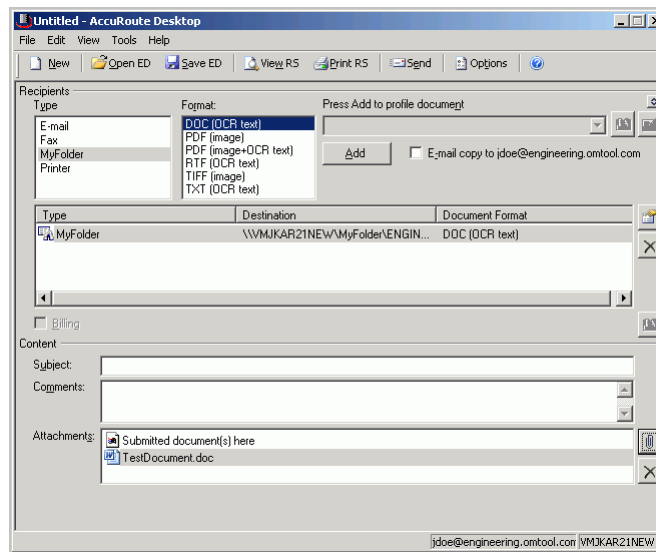 Untitled - AccuRoute Desktop
File Edit View Tools Help
New Open ED Save ED View RS Print RS Send Options
Recipients
Type Format: Press Add to profile document
E-mail
Fax
MyFolder
Printer
DOC (OCR text)
PDF (image)
PDF (image+OCR text)
RTF (OCR text)
TIFF (image)
TXT (OCR text)
Add E-mail copy to jdoe@engineering.omtool.com
Type Destination Document Format
MyFolder \\VMJKAR21NEW\MyFolder\ENGIN... DOC (OCR text)
Billing
Content
Subject:
Comments:
Attachments: Submitted document(s) here
TestDocument.doc
jdoe@engineering.omtool.com VMJKAR21NEW